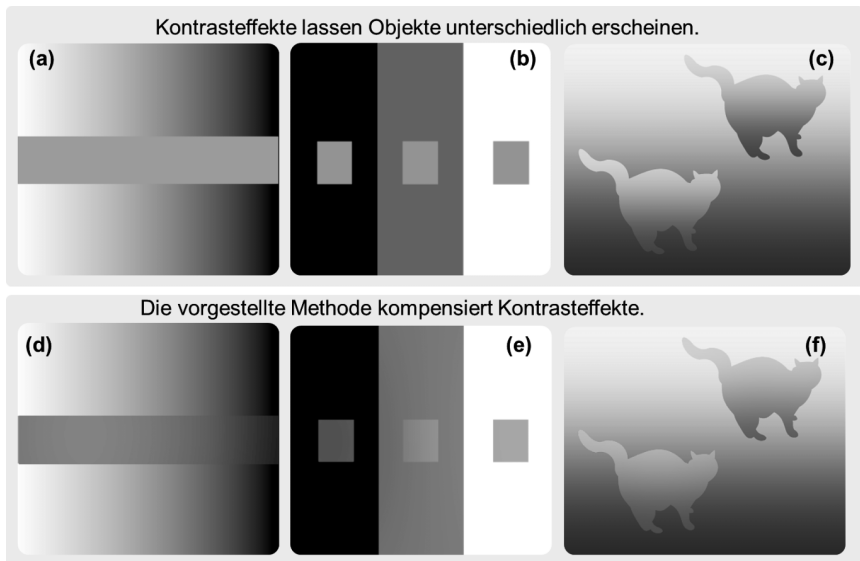 Kontrasteffekte lassen Objekte unterschiedlich erscheinen.
(a)
(b)
(c)
Die vorgestellte Methode kompensiert Kontrasteffekte.
(d)
(e)
(f)